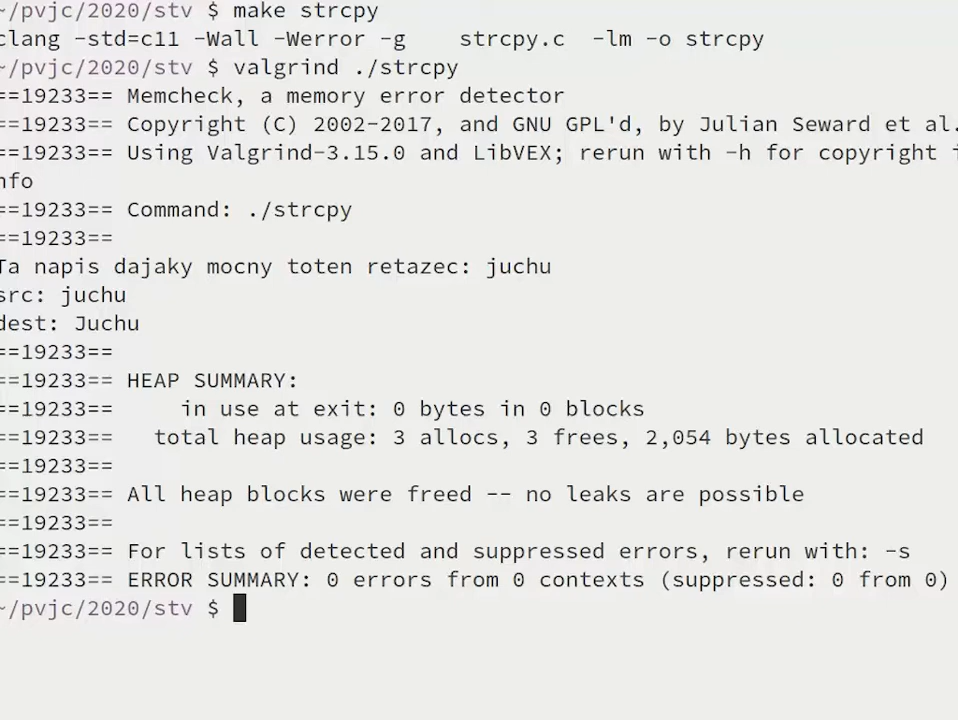 ~/pvjc/2020/stv $ make strcpy
clang -std=c11 -Wall -Werror -g    strcpy.c  -lm -o strcpy
~/pvjc/2020/stv $ valgrind ./strcpy
==19233== Memcheck, a memory error detector
==19233== Copyright (C) 2002-2017, and GNU GPL'd, by Julian Seward et al.
==19233== Using Valgrind-3.15.0 and LibVEX; rerun with -h for copyright i
nfo
==19233== Command: ./strcpy
==19233==
Ta napis dajaky mocny toten retazec: juchu
src: juchu
dest: Juchu
==19233==
==19233== HEAP SUMMARY:
==19233==     in use at exit: 0 bytes in 0 blocks
==19233==   total heap usage: 3 allocs, 3 frees, 2,054 bytes allocated
==19233==
==19233== All heap blocks were freed -- no leaks are possible
==19233==
==19233== For lists of detected and suppressed errors, rerun with: -s
==19233== ERROR SUMMARY: 0 errors from 0 contexts (suppressed: 0 from 0)
~/pvjc/2020/stv $